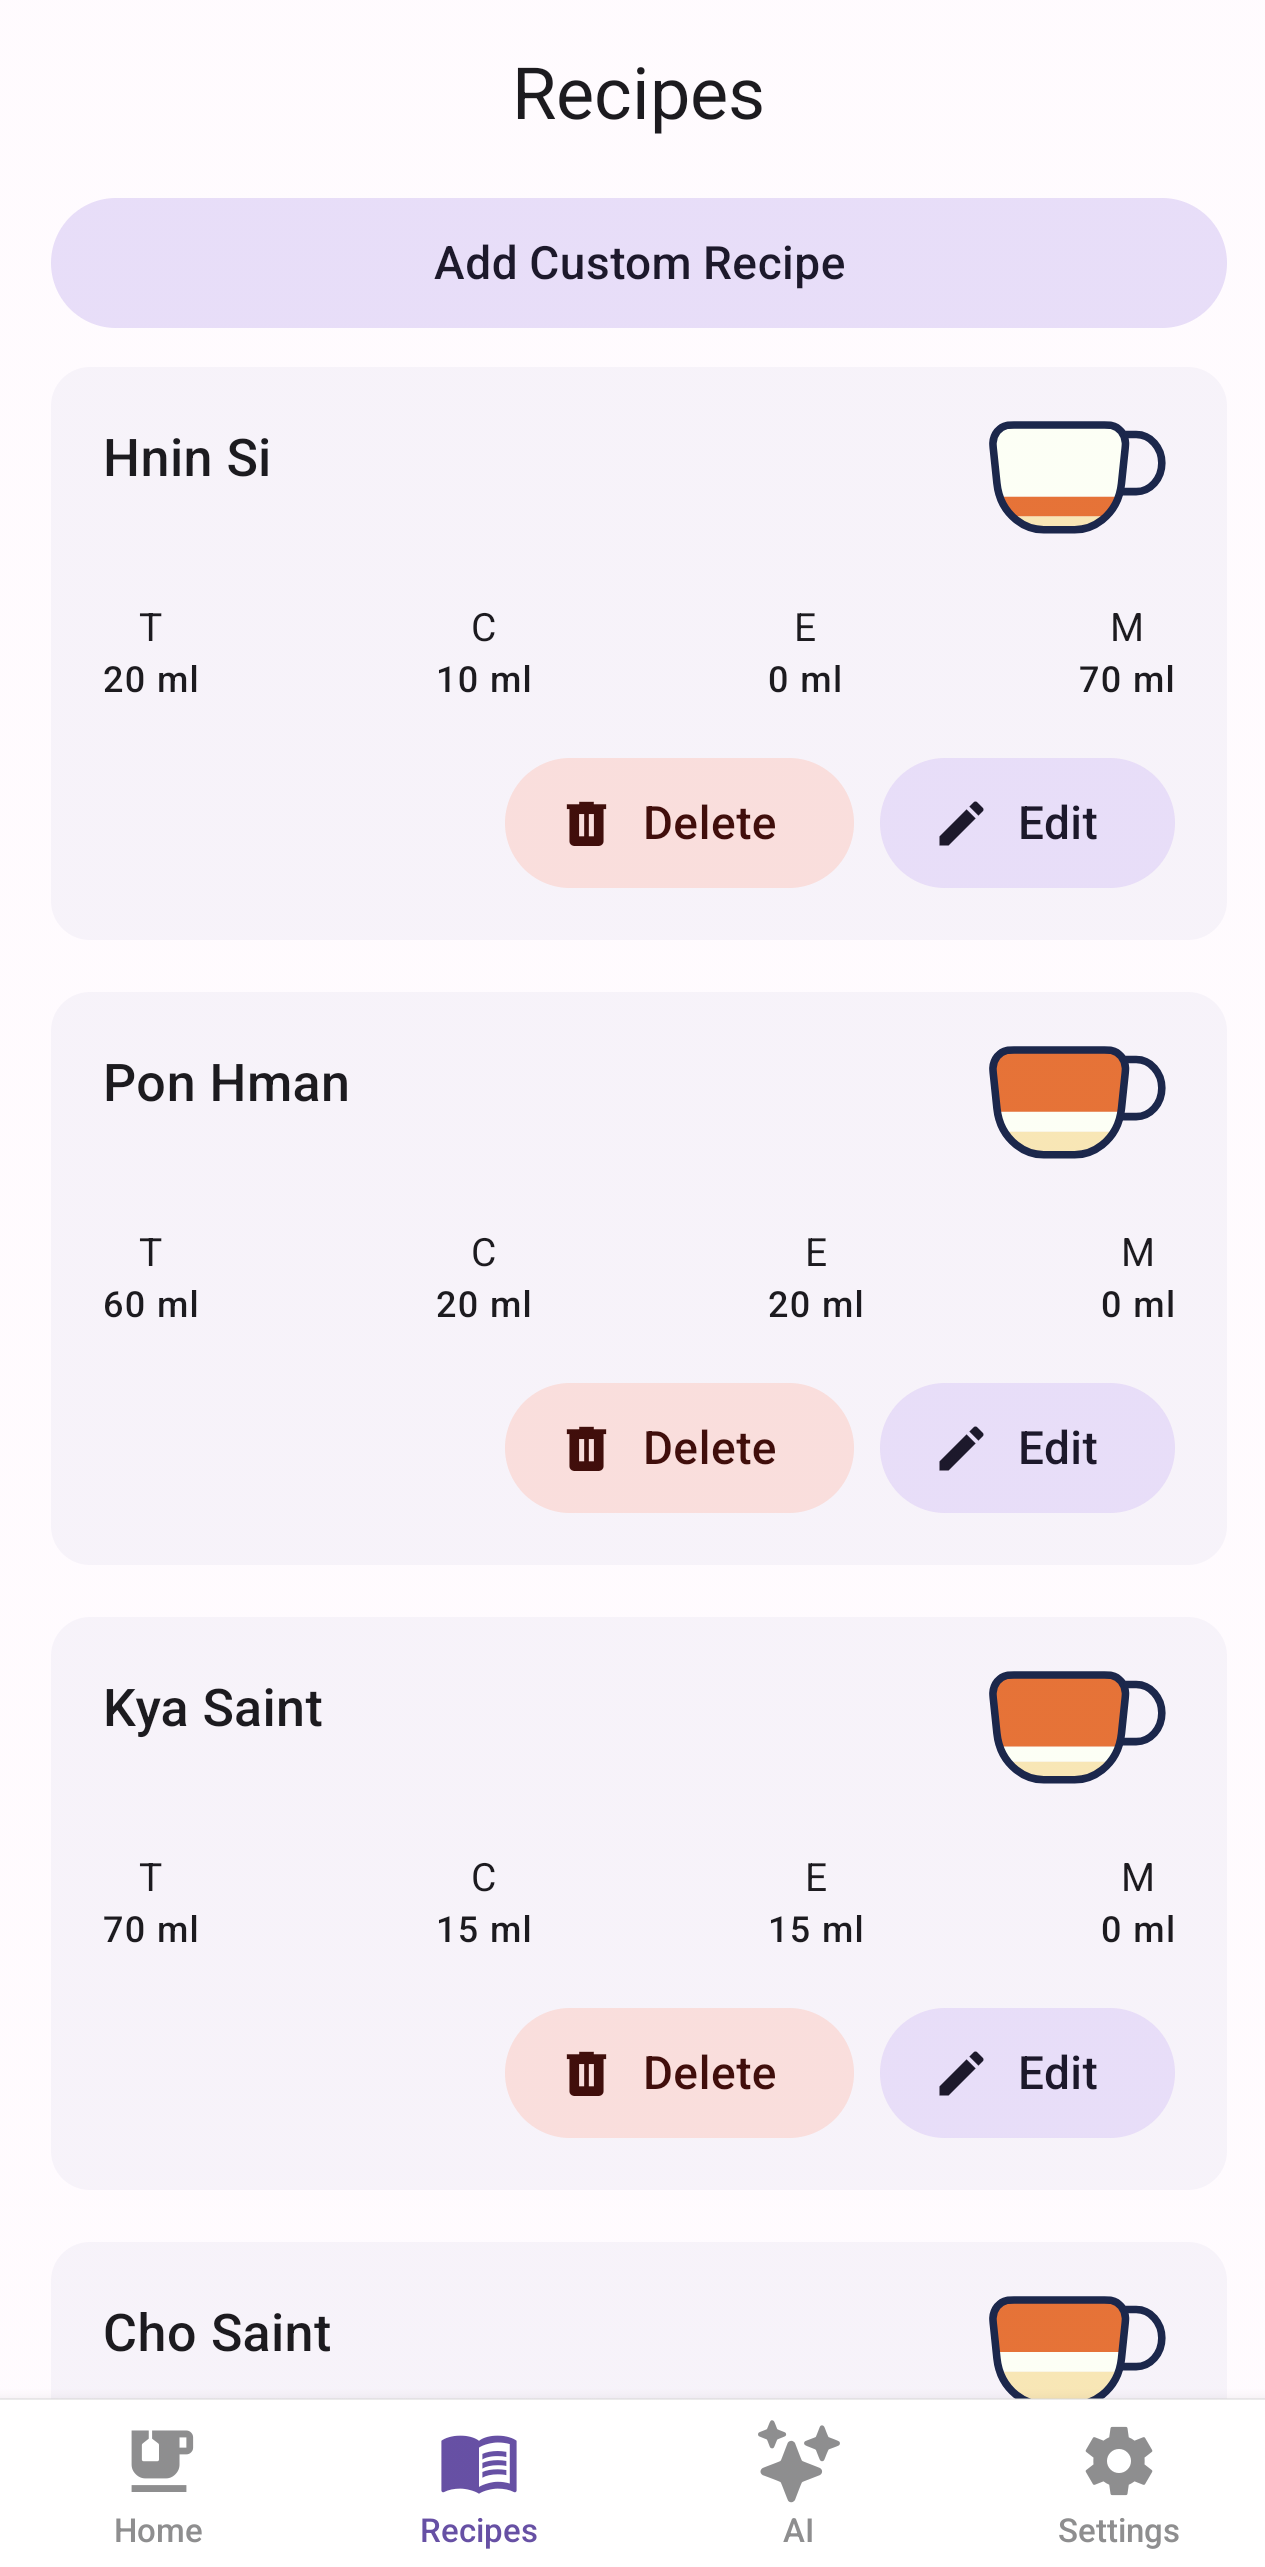 Recipes
Add Custom Recipe
Hnin Si
T C E M
20 ml 10 ml 0 ml 70 ml
Delete Edit
Pon Hman
T C E M
60 ml 20 ml 20 ml 0 ml
Delete Edit
Kya Saint
T C E M
70 ml 15 ml 15 ml 0 ml
Delete Edit
Cho Saint
Home Recipes AI Settings